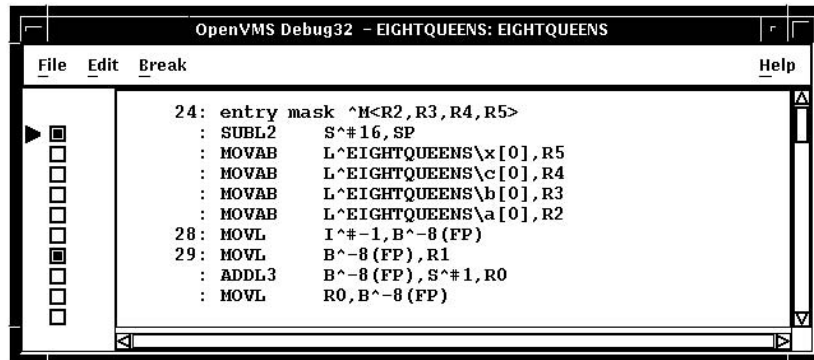 OpenVMS Debug32 - EIGHTQUEENS: EIGHTQUEENS
File Edit Break Help
24: entry mask ^M<R2,R3,R4,R5>
: SUBL2 S^#16,SP
: MOVAB L^EIGHTQUEENS\x[0],R5
: MOVAB L^EIGHTQUEENS\c[0],R4
: MOVAB L^EIGHTQUEENS\b[0],R3
: MOVAB L^EIGHTQUEENS\a[0],R2
28: MOVL I^#-1,B^-8(FP)
29: MOVL B^-8(FP),R1
: ADDL3 B^-8(FP),S^#1,R0
: MOVL R0,B^-8(FP)